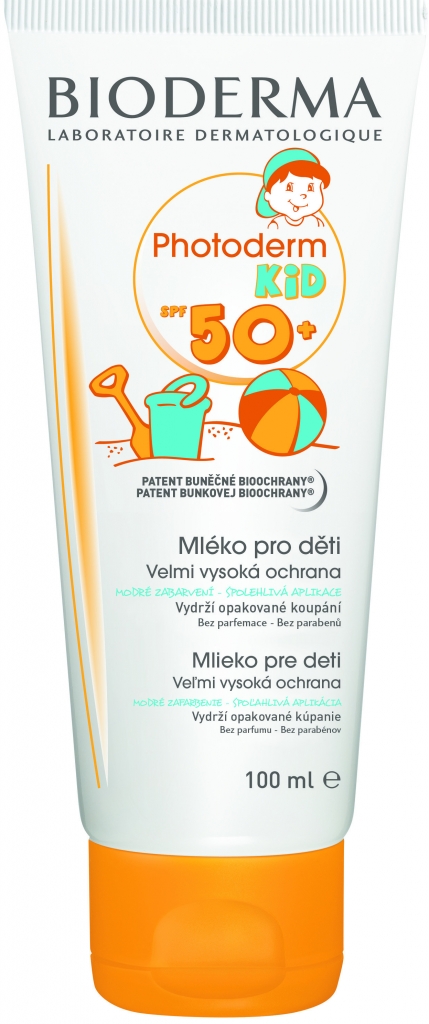 BIODERMA
LABORATOIRE DERMATOLOGIQUE
Photoderm
KID
SPF 50+
PATENT BUNĚČNÉ BIOOCHRANY®
PATENT BUNKOVEJ BIOOCHRANY®
Mléko pro děti
Velmi vysoká ochrana
MODRÉ ZABARVENÍ - SPOLEHLIVÁ APLIKACE
Vydrží opakované koupání
Bez parfemace - Bez parabenů
Mlieko pre deti
Veľmi vysoká ochrana
MODRÉ ZAFARBENIE - SPOĽAHLIVÁ APLIKÁCIA
Vydrží opakované kúpanie
Bez parfumu - Bez parabénov
100 ml ℮